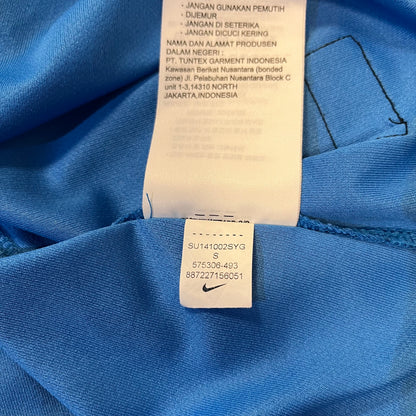 - JANGAN GUNAKAN PEMUTIH
- DIJEMUR
- JANGAN DI SETERIKA
- JANGAN DICUCI KERING
NAMA DAN ALAMAT PRODUSEN
DALAM NEGERI:
PT. TUNTEX GARMENT INDONESIA
Kawasan Berikat Nusantara (bonded
zone) Jl. Pelabuhan Nusantara Block C
unit 1-3,14310 NORTH
JAKARTA,INDONESIA
SU141002SYG
S
575306-493
887227156051